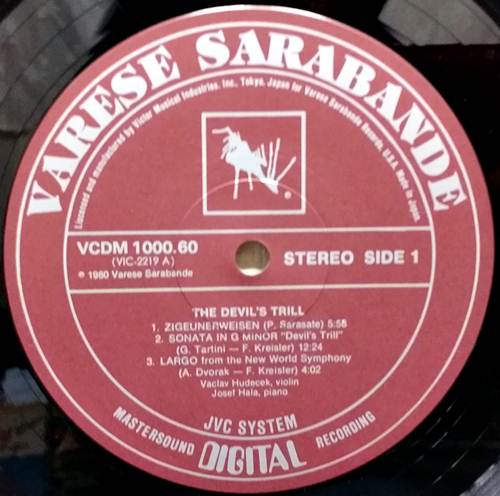 VARESE SARABANDE
Licensed and manufactured by Victor Musical Industries, Inc., Tokyo, Japan for Varese Sarabande Records, U.S.A. Made in Japan
VCDM 1000.60
(VIC-2219 A)
℗ 1980 Varese Sarabande
STEREO SIDE 1
THE DEVIL'S TRILL
1. ZIGEUNERWEISEN (P. Sarasate) 5:58
2. SONATA IN G MINOR "Devil's Trill"
(G. Tartini — F. Kreisler) 12:24
3. LARGO from the New World Symphony
(A. Dvorak — F. Kreisler) 4:02
Vaclav Hudecek, violin
Josef Hala, piano
JVC SYSTEM
MASTERSOUND DIGITAL RECORDING